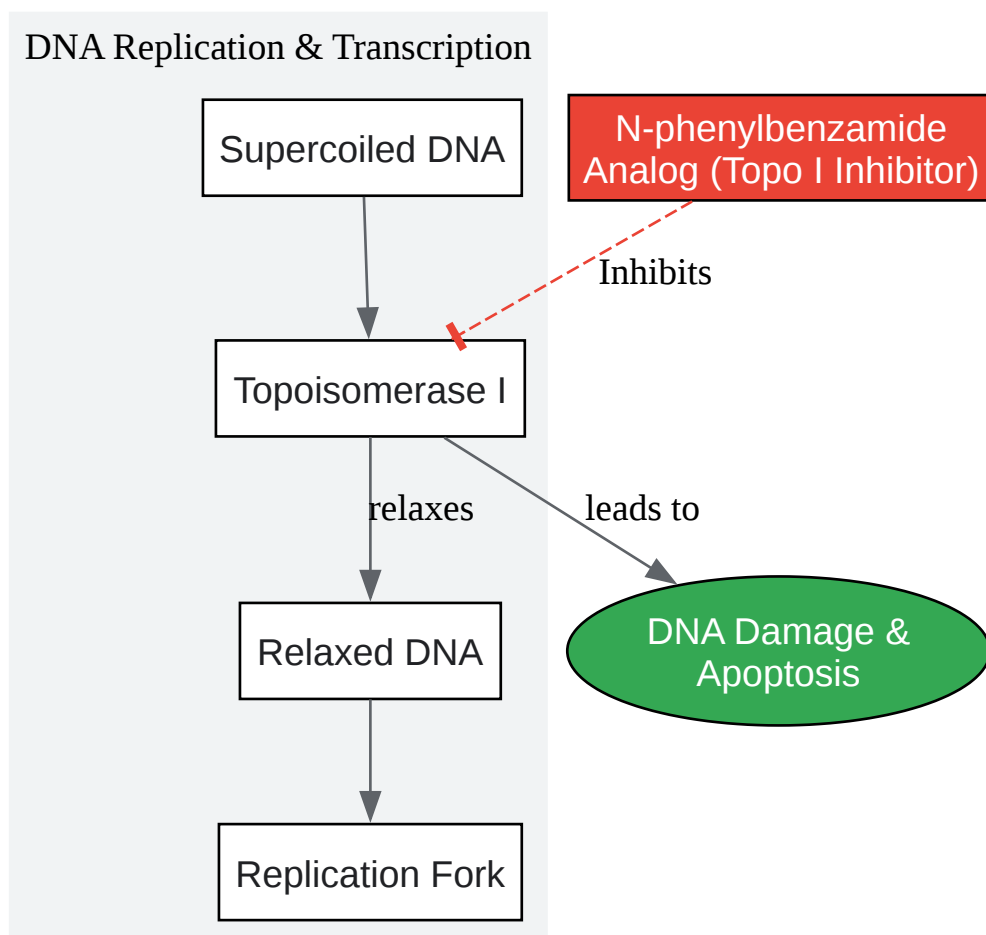 DNA Replication & Transcription
Supercoiled DNA
N-phenylbenzamide
Analog (Topo I Inhibitor)
Inhibits
Topoisomerase I
relaxes
leads to
Relaxed DNA
DNA Damage &
Apoptosis
Replication Fork